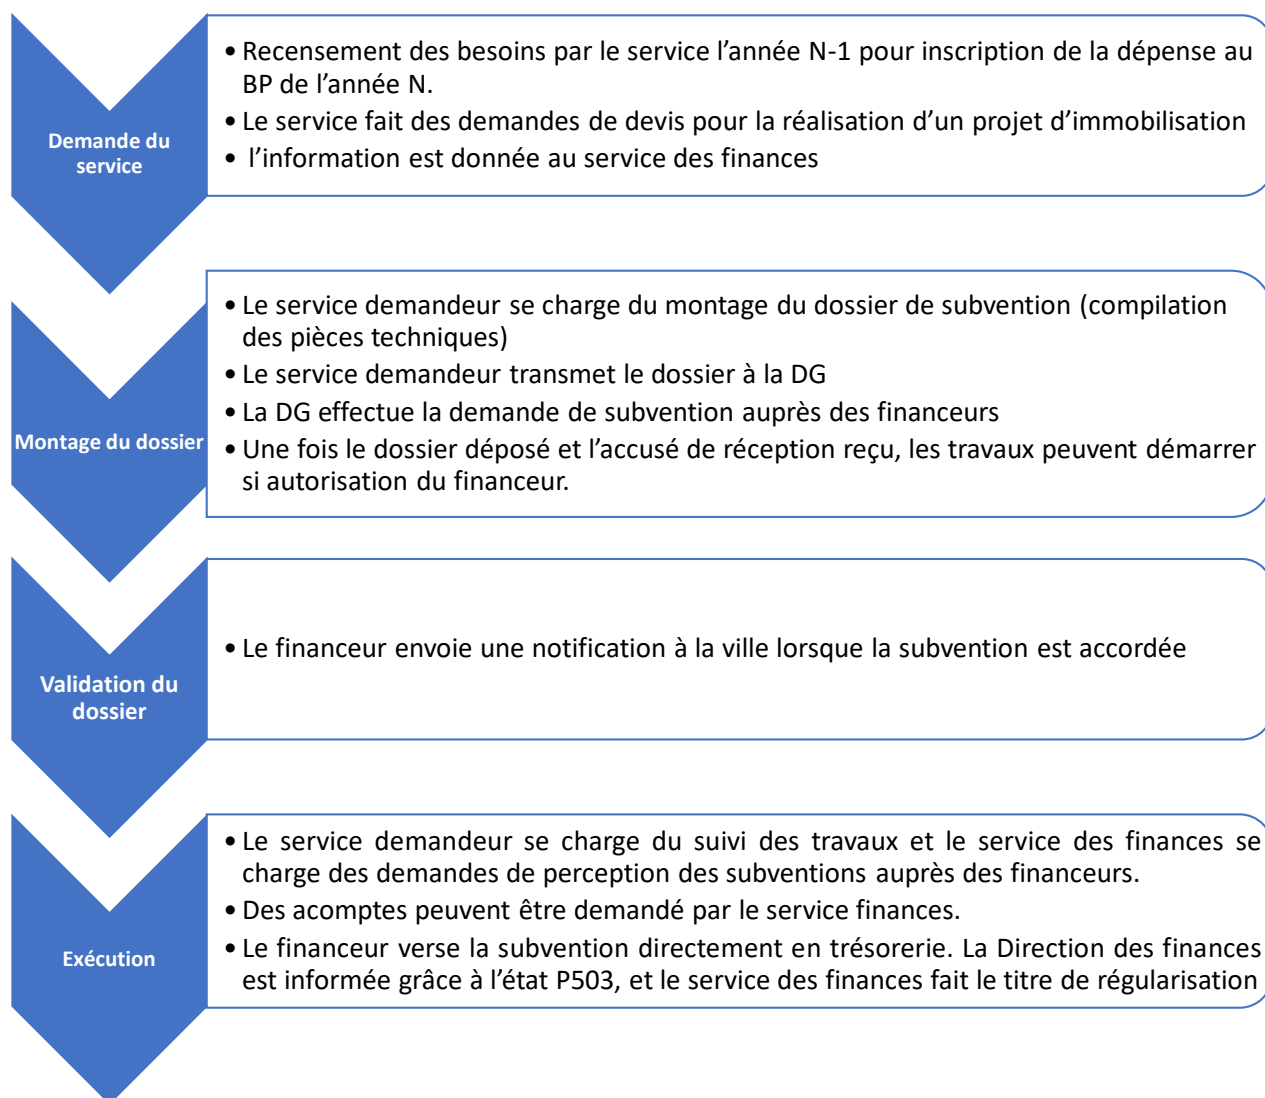 Demande du
service
• Recensement des besoins par le service l’année N-1 pour inscription de la dépense au
BP de l’année N.
• Le service fait des demandes de devis pour la réalisation d’un projet d’immobilisation
• l’information est donnée au service des finances
Montage du dossier
• Le service demandeur se charge du montage du dossier de subvention (compilation
des pièces techniques)
• Le service demandeur transmet le dossier à la DG
• La DG effectue la demande de subvention auprès des financeurs
• Une fois le dossier déposé et l’accusé de réception reçu, les travaux peuvent démarrer
si autorisation du financeur.
Validation du
dossier
• Le financeur envoie une notification à la ville lorsque la subvention est accordée
Exécution
• Le service demandeur se charge du suivi des travaux et le service des finances se
charge des demandes de perception des subventions auprès des financeurs.
• Des acomptes peuvent être demandé par le service finances.
• Le financeur verse la subvention directement en trésorerie. La Direction des finances
est informée grâce à l’état P503, et le service des finances fait le titre de régularisation